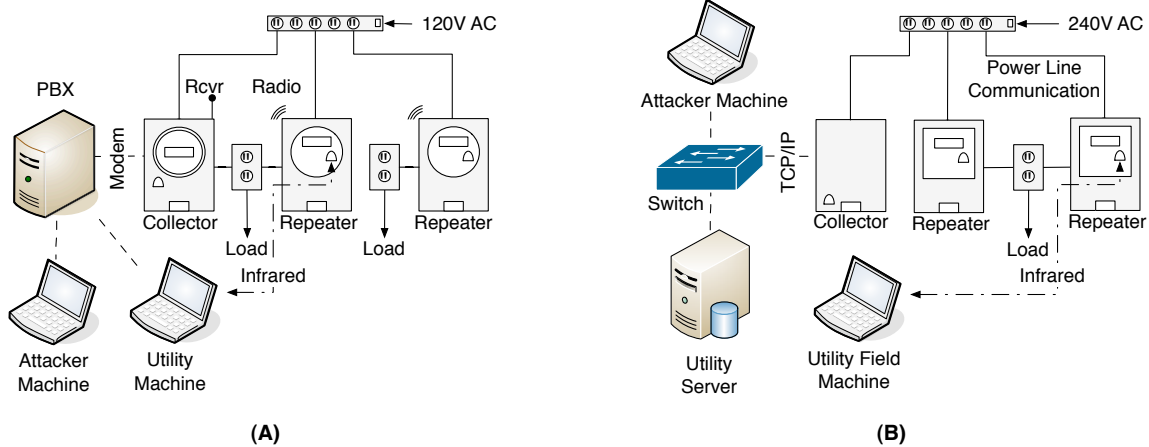 120V AC
PBX
Rcvr
Radio
Modem
Collector
Repeater
Repeater
Load
Load
Infrared
Attacker
Machine
Utility
Machine
(A)
240V AC
Power Line
Communication
Attacker Machine
TCP/IP
Switch
Collector
Repeater
Repeater
Load
Infrared
Utility
Server
Utility Field
Machine
(B)